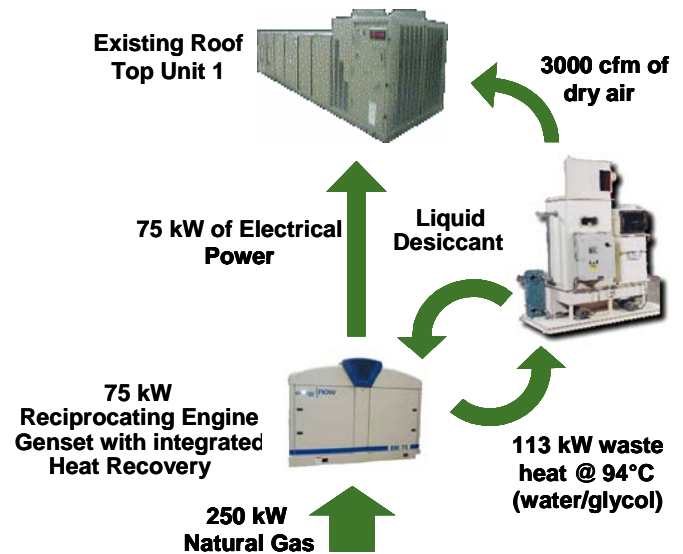 Existing Roof
Top Unit 1
3000 cfm of
dry air
75 kW of Electrical
Power
Liquid
Desiccant
now
75 kW
Reciprocating Engine
Genset with integrated
Heat Recovery
113 kW waste
heat @ 94°C
(water/glycol)
250 kW
Natural Gas